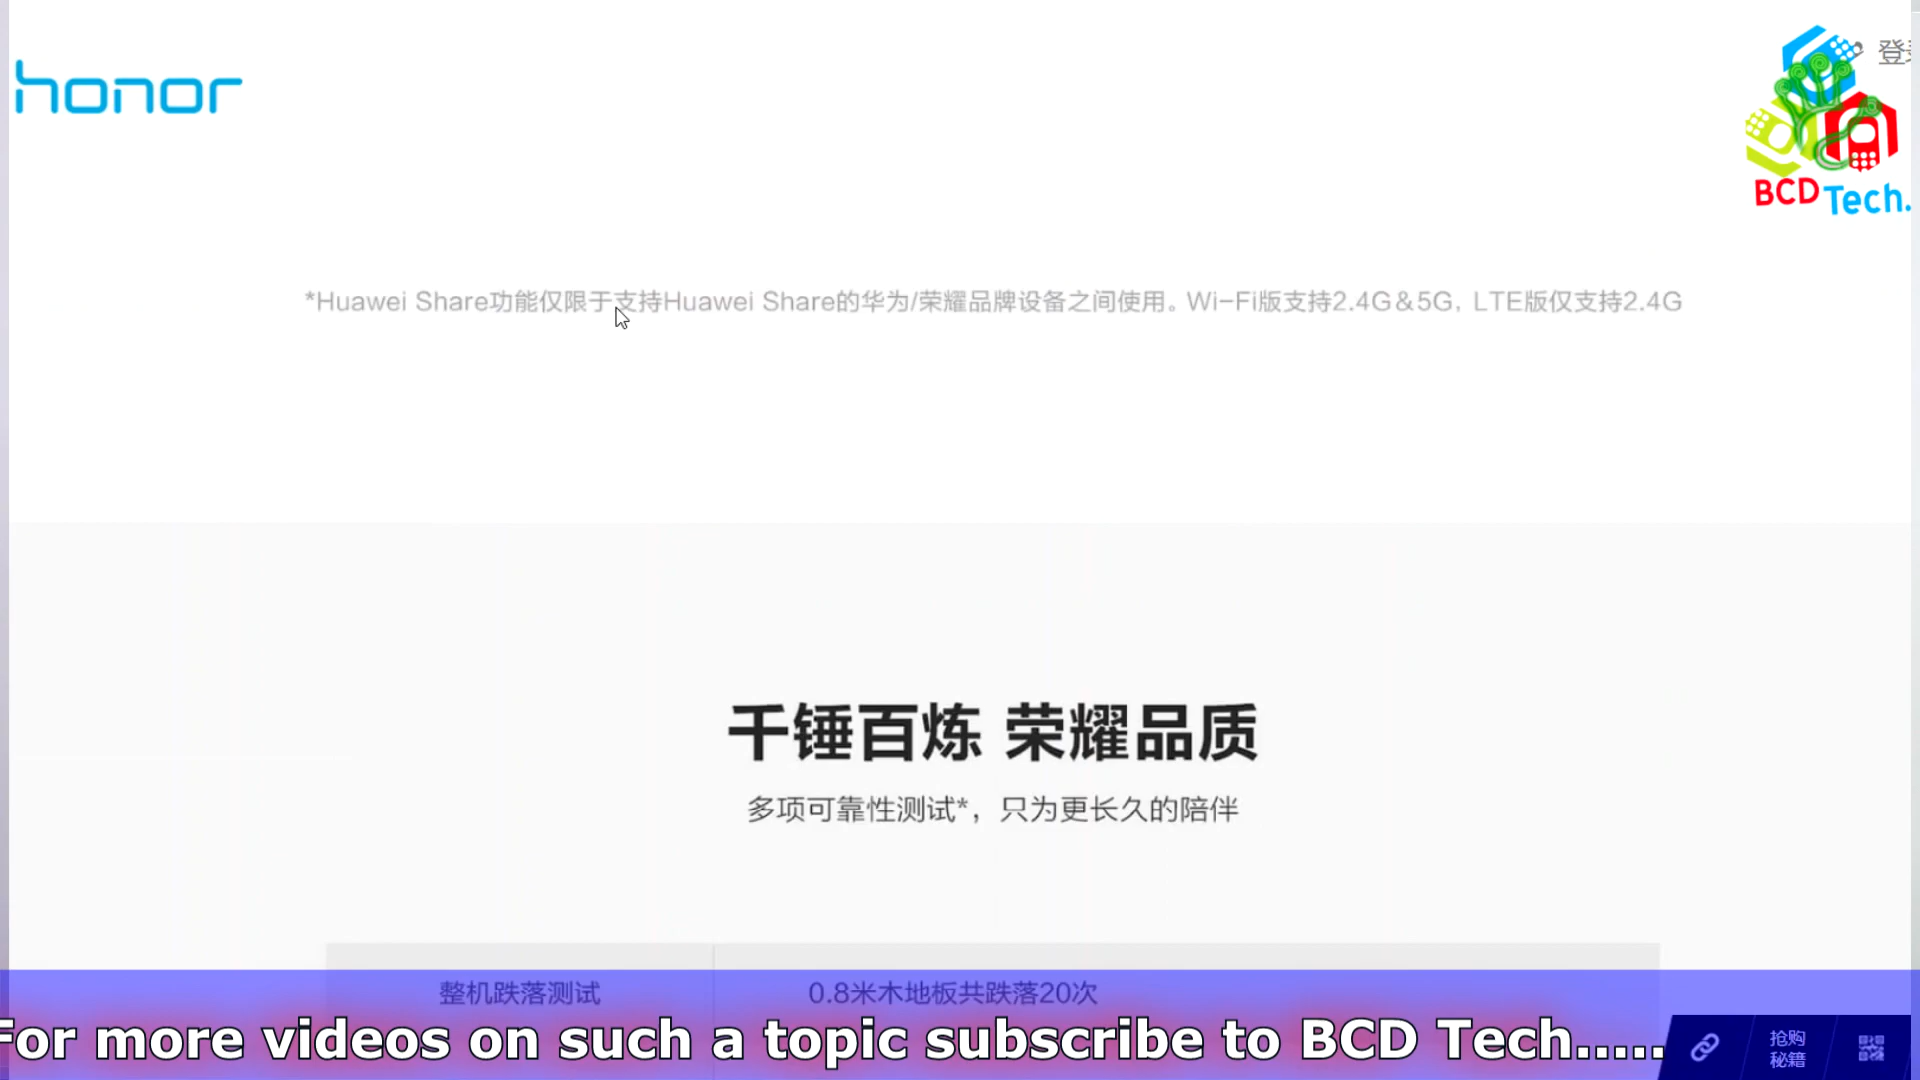 honor
BCD Tech.
*Huawei Share功能仅限于支持Huawei Share的华为/荣耀品牌设备之间使用。Wi-Fi版支持2.4G&5G, LTE版仅支持2.4G
千锤百炼 荣耀品质
多项可靠性测试*，只为更长久的陪伴
整机跌落测试 0.8米木地板共跌落20次
For more videos on such a topic subscribe to BCD Tech.....
抢购
秘籍